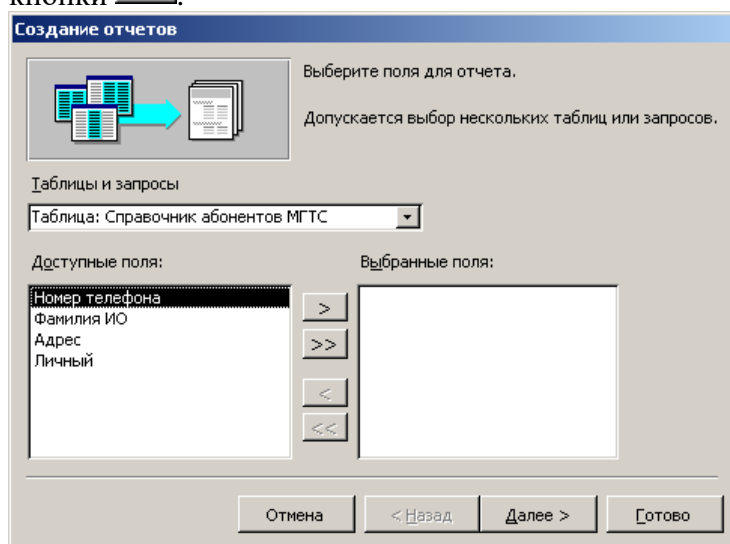 кнопки
Создание отчетов
Выберите поля для отчета.
Допускается выбор нескольких таблиц или запросов.
Таблицы и запросы
Таблица: Справочник абонентов МГТС
Доступные поля:
Выбранные поля:
Номер телефона
Фамилия ИО
Адрес
Личный
>
>>
<
<<
Отмена
< Назад
Далее >
Готово